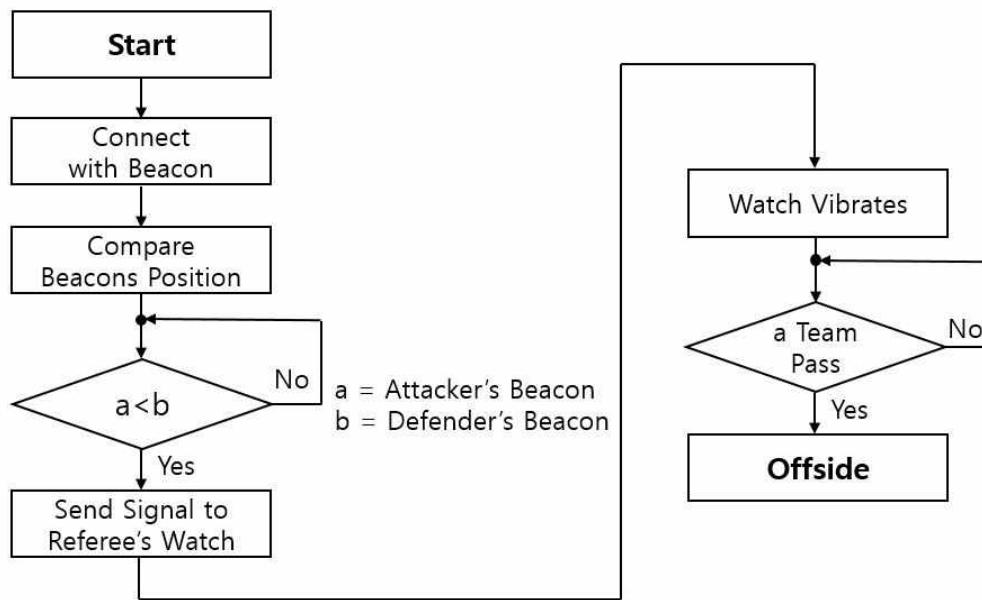 Start
Connect
with Beacon
Compare
Beacons Position
a<b
No
a = Attacker's Beacon
b = Defender's Beacon
Yes
Send Signal to
Referee's Watch
Watch Vibrates
a Team
Pass
No
Yes
Offside